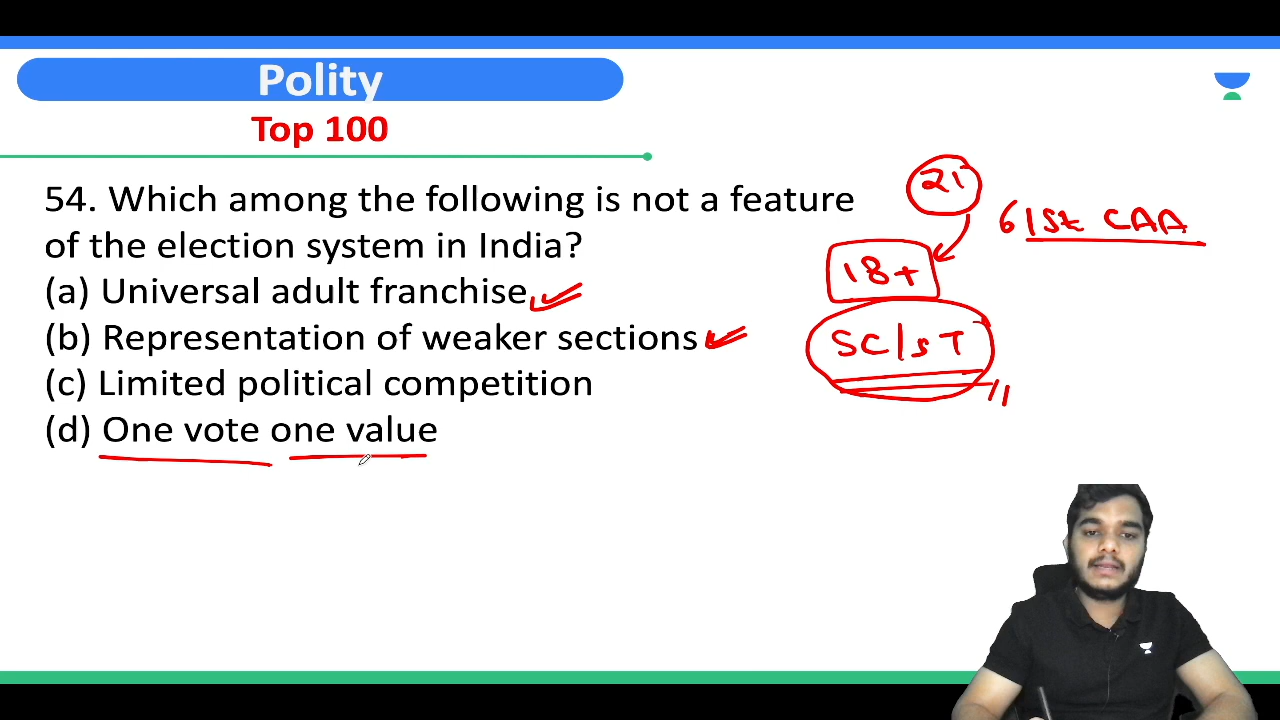 Polity
Top 100
54. Which among the following is not a feature
of the election system in India?
(a) Universal adult franchise
(b) Representation of weaker sections
(c) Limited political competition
(d) One vote one value
21
61st CAA
18+
SC/ST